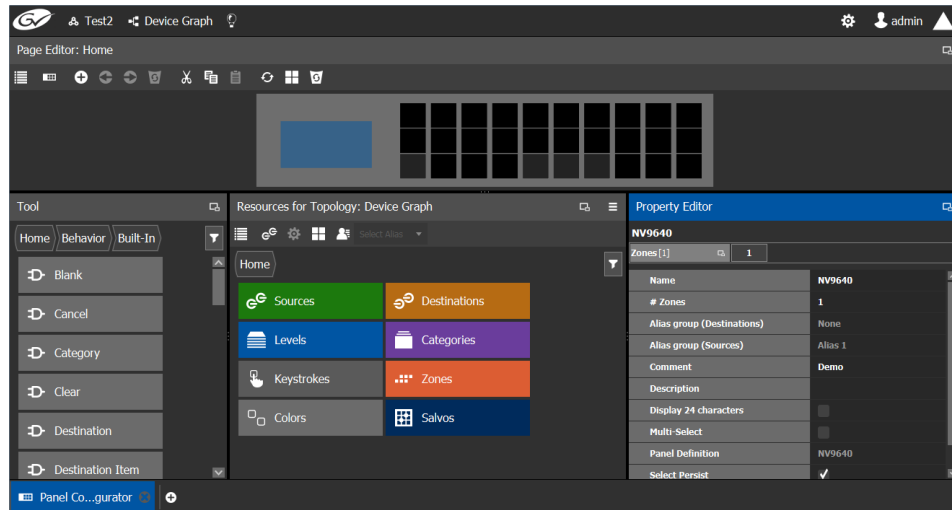 GV Test2 Device Graph admin
Page Editor: Home
Tool
Home Behavior Built-In
Blank
Cancel
Category
Clear
Destination
Destination Item
Resources for Topology: Device Graph
Select Alias
Home
Sources Destinations
Levels Categories
Keystrokes Zones
Colors Salvos
Property Editor
NV9640
Zones [1] 1
Name NV9640
# Zones 1
Alias group (Destinations) None
Alias group (Sources) Alias 1
Comment Demo
Description
Display 24 characters
Multi-Select
Panel Definition NV9640
Select Persist
Panel Co...gurator